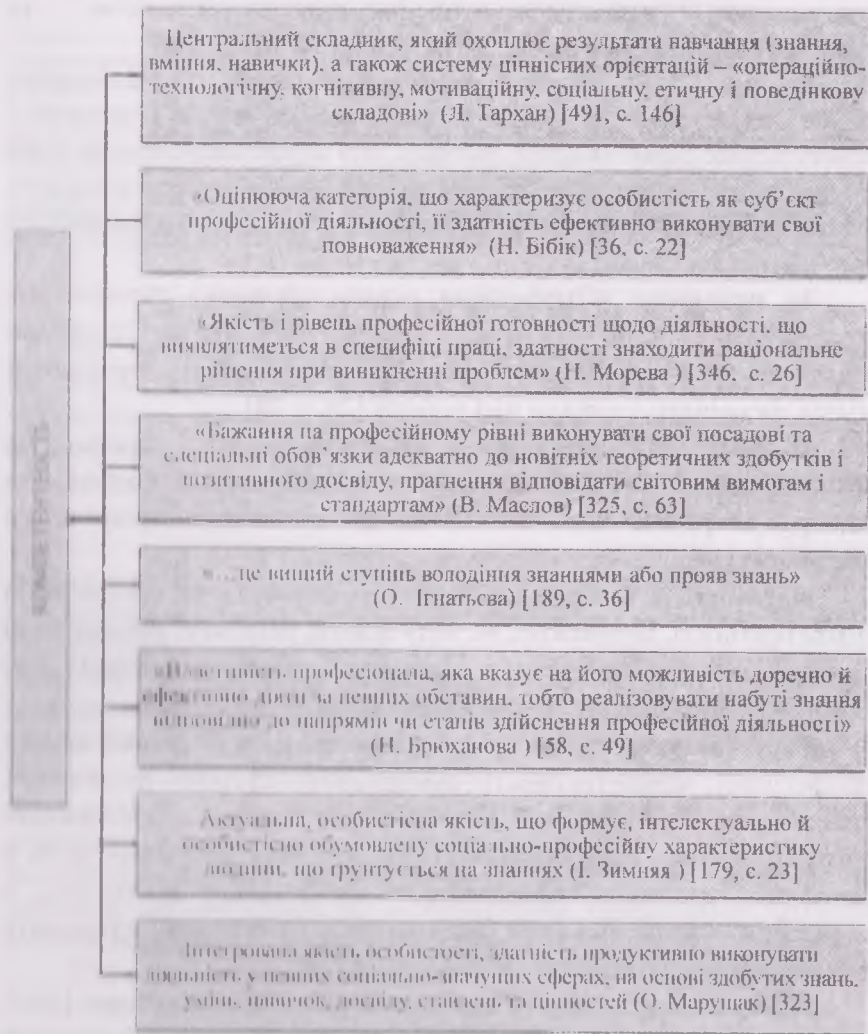 Центральний складник, який охоплює результати навчання (знання,
вміння, навички), а також систему ціннісних орієнтацій – «операційно-
технологічну, когнітивну, мотиваційну, соціальну, етичну і поведінкову
складові» (Л. Тархан) [491, с. 146]
«Оцінююча категорія, що характеризує особистість як суб’єкт
професійної діяльності, її здатність ефективно виконувати свої
повноваження» (Н. Бібік) [36, с. 22]
КОМПЕТЕНТНІСТЬ
«Якість і рівень професійної готовності щодо діяльності, що
виявлятиметься в специфіці праці, здатності знаходити раціональне
рішення при виникненні проблем» (Н. Морева ) [346, с. 26]
«Бажання на професійному рівні виконувати свої посадові та
спеціальні обов’язки адекватно до новітніх теоретичних здобутків і
позитивного досвіду, прагнення відповідати світовим вимогам і
стандартам» (В. Маслов) [325, с. 63]
«… це вищий ступінь володіння знаннями або прояв знань»
(О. Ігнатьєва) [189, с. 36]
«Властивість професіонала, яка вказує на його можливість доречно й
ефективно діяти за певних обставин, тобто реалізовувати набуті знання
відповідно до напрямів чи етапів здійснення професійної діяльності»
(Н. Брюханова ) [58, с. 49]
Актуальна, особистісна якість, що формує, інтелектуально й
особистісно обумовлену соціально-професійну характеристику
людини, що ґрунтується на знаннях (І. Зимняя ) [179, с. 23]
Інтегрована якість особистості, здатність продуктивно виконувати
діяльність у певних соціально-значущих сферах, на основі здобутих знань,
умінь, навичок, досвіду, ставлень та цінностей (О. Марущак) [323]